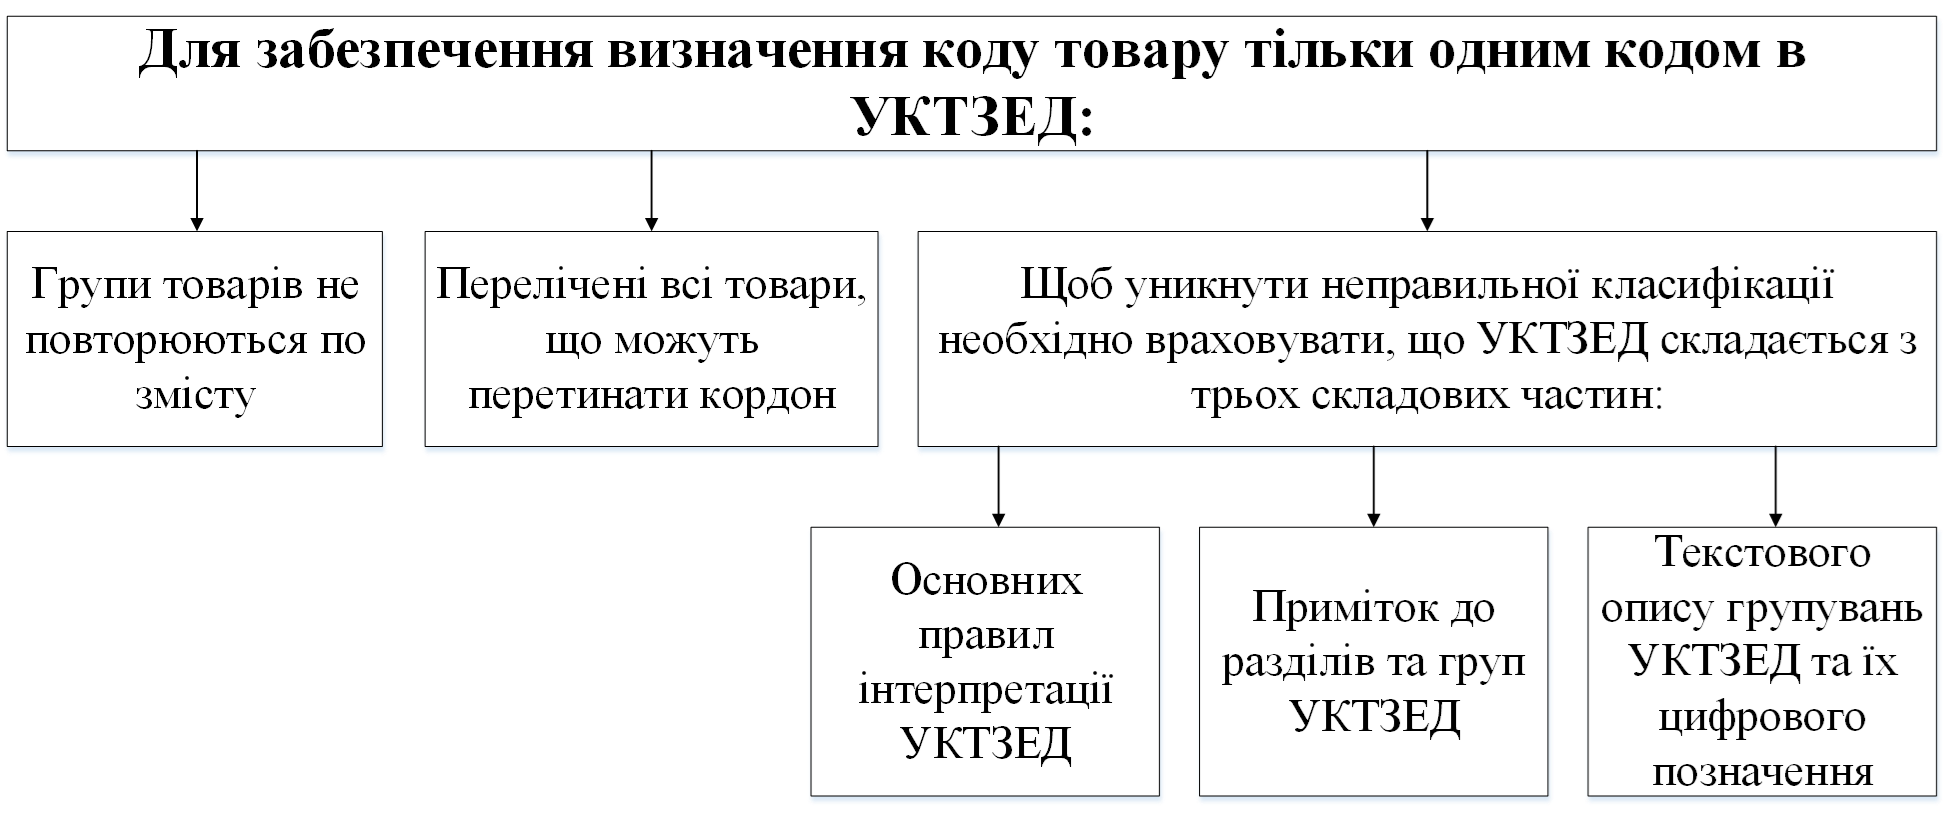 Для забезпечення визначення коду товару тільки одним кодом в
УКТЗЕД:
Групи товарів не
повторюються по
змісту
Перелічені всі товари,
що можуть
перетинати кордон
Щоб уникнути неправильної класифікації
необхідно враховувати, що УКТЗЕД складається з
трьох складових частин:
Основних
правил
інтерпретації
УКТЗЕД
Приміток до
разділів та груп
УКТЗЕД
Текстового
опису групувань
УКТЗЕД та їх
цифрового
позначення